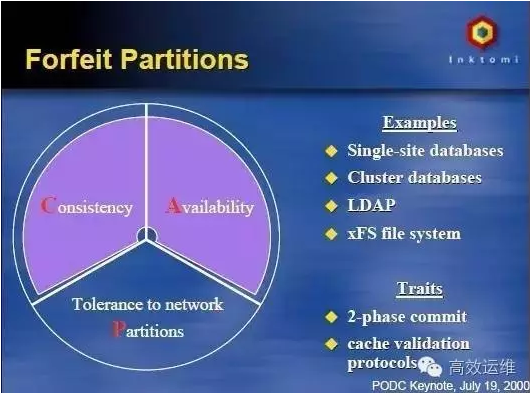 Forfeit Partitions
Inktomi
Consistency
Availability
Tolerance to network
Partitions
Examples
Single-site databases
Cluster databases
LDAP
xFS file system
Traits
2-phase commit
cache validation
protocols
高效运维
PODC Keynote, July 19, 2000